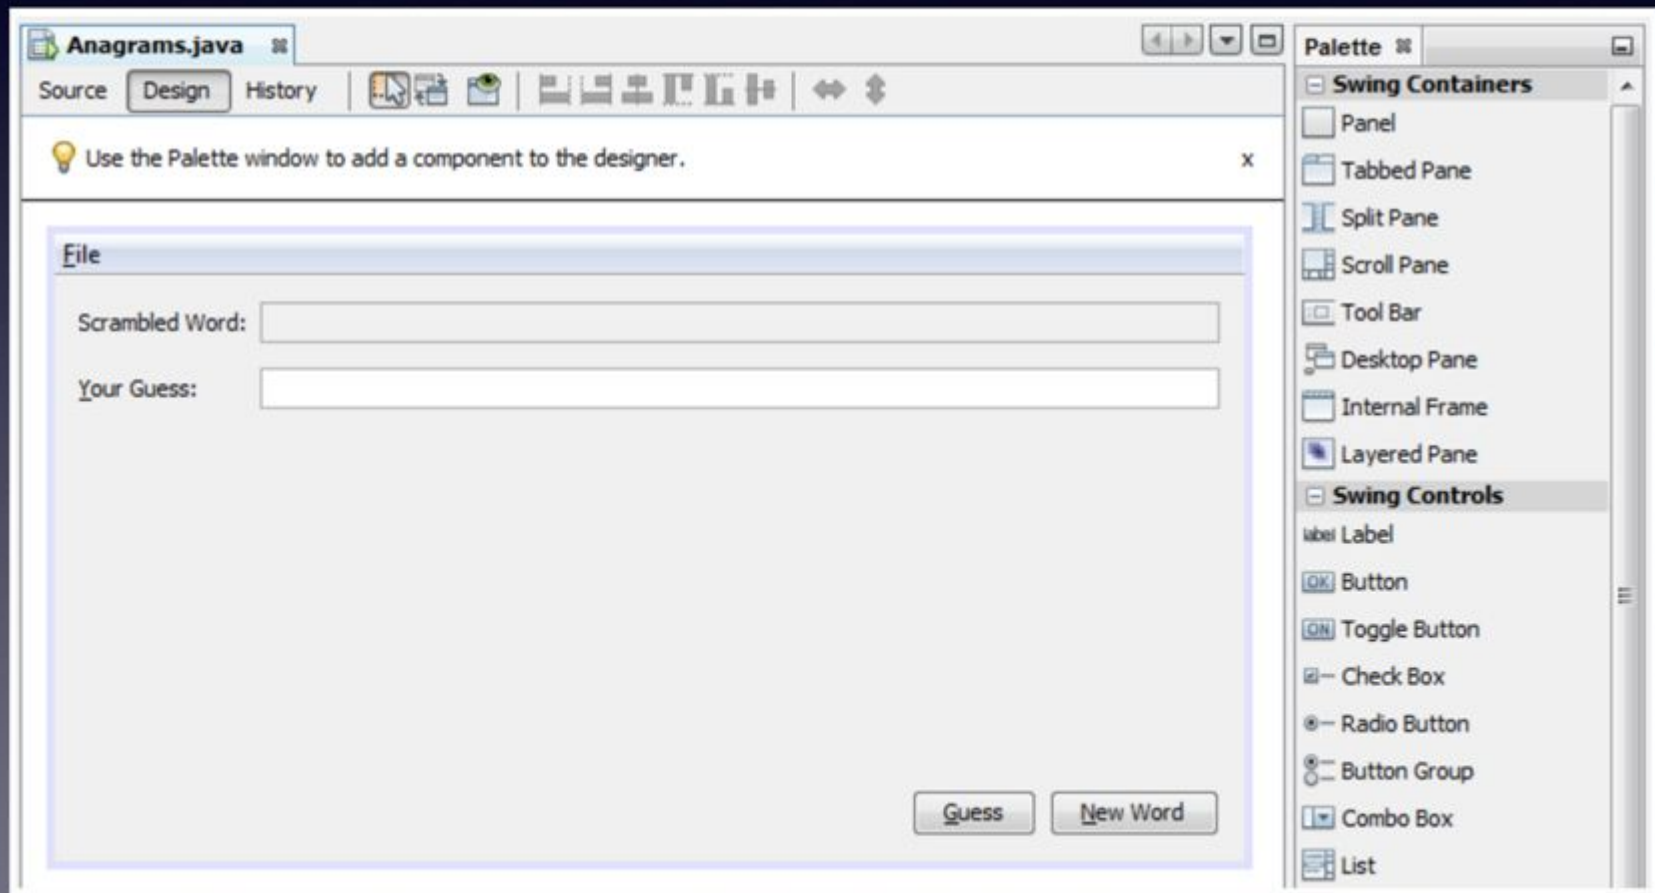 Anagrams.java
Source Design History
Use the Palette window to add a component to the designer. x
File
Scrambled Word:
Your Guess:
Guess New Word
Palette
Swing Containers
Panel
Tabbed Pane
Split Pane
Scroll Pane
Tool Bar
Desktop Pane
Internal Frame
Layered Pane
Swing Controls
label Label
OK Button
ON Toggle Button
Check Box
Radio Button
Button Group
Combo Box
List